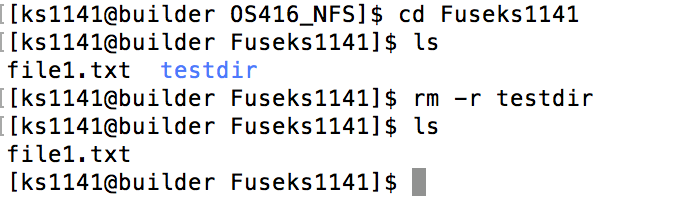 [[ks1141@builder OS416_NFS]$ cd Fuseks1141
[[ks1141@builder Fuseks1141]$ ls
file1.txt  testdir
[[ks1141@builder Fuseks1141]$ rm -r testdir
[[ks1141@builder Fuseks1141]$ ls
file1.txt
[ks1141@builder Fuseks1141]$